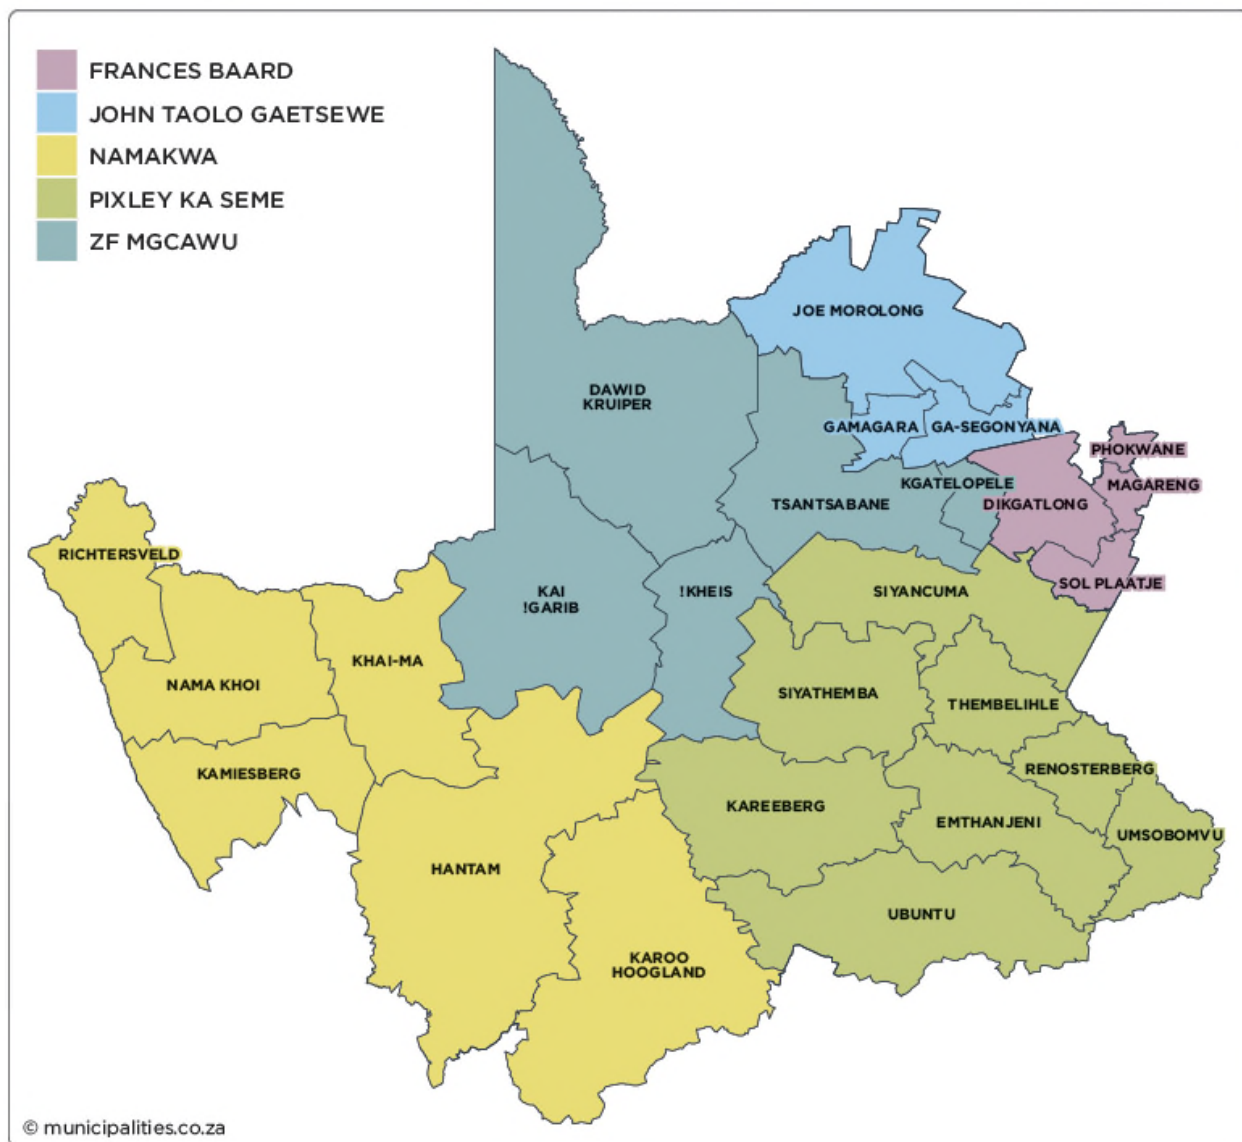 FRANCES BAARD
JOHN TAOLO GAETSEWE
NAMAKWA
PIXLEY KA SEME
ZF MGCAWU
JOE MOROLONG
DAWID
KRUIPER
GAMAGARA
GA-SEGONYANA
PHOKWANE
KGATELOPELE
MAGARENG
TSANTSABANE
DIKGATLONG
RICHTERSVELD
SOL PLAATJE
KAI
!GARIB
!KHEIS
SIYANCUMA
KHAI-MA
NAMA KHOI
SIYATHEMBA
THEMBELIHLE
KAMIESBERG
RENOSTERBERG
KAREEBERG
EMTHANJENI
UMSOBOMVU
HANTAM
UBUNTU
KAROO
HOOGLAND
© municipalities.co.za